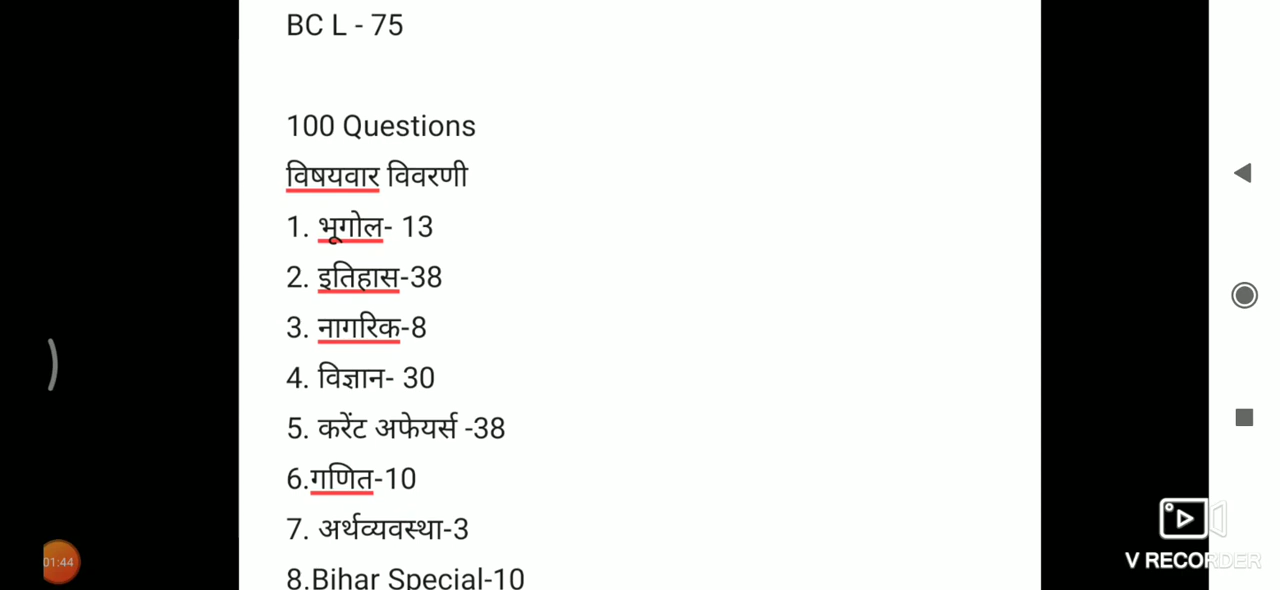 BC L - 75
100 Questions
विषयवार विवरणी
1. भूगोल- 13
2. इतिहास-38
3. नागरिक-8
4. विज्ञान- 30
5. करेंट अफेयर्स -38
6.गणित-10
7. अर्थव्यवस्था-3
8.Bihar Special-10
01:44
V RECORDER